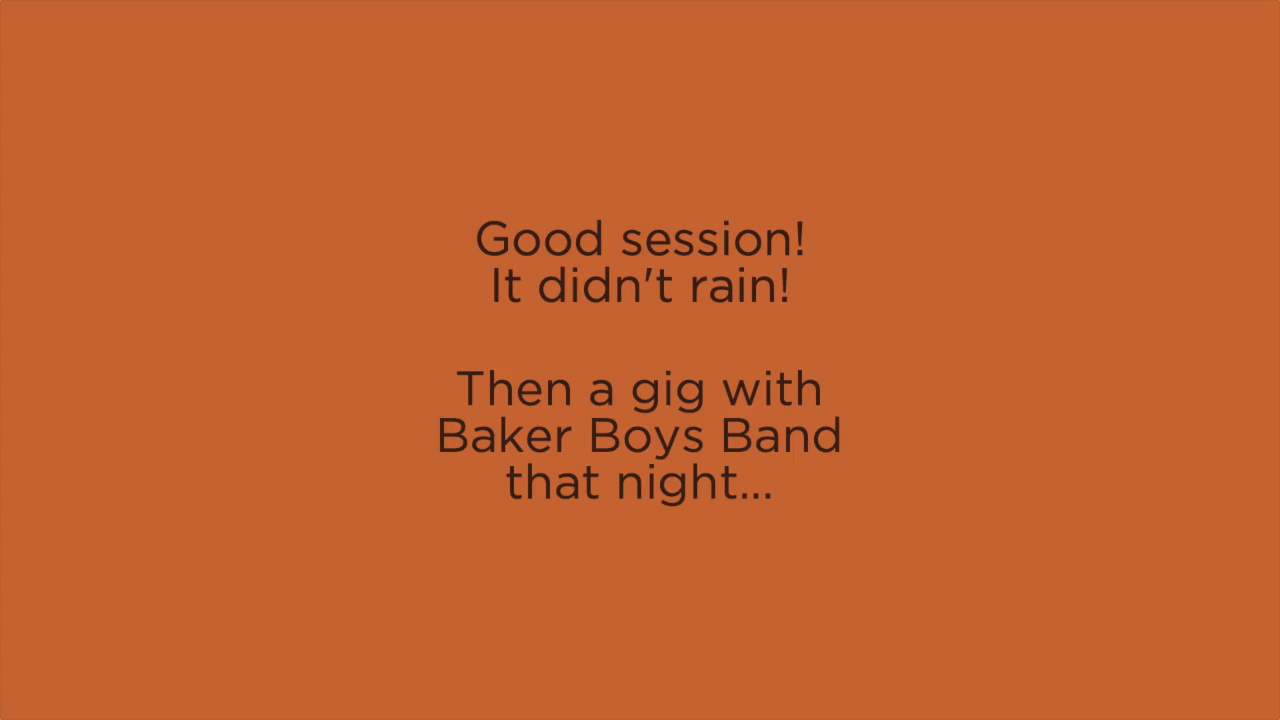 Good session!
It didn't rain!
Then a gig with
Baker Boys Band
that night...